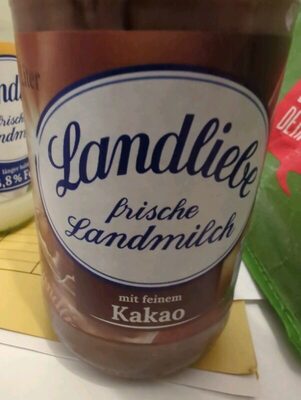 Landliebe
frische
Landmilch
mit feinem
Kakao